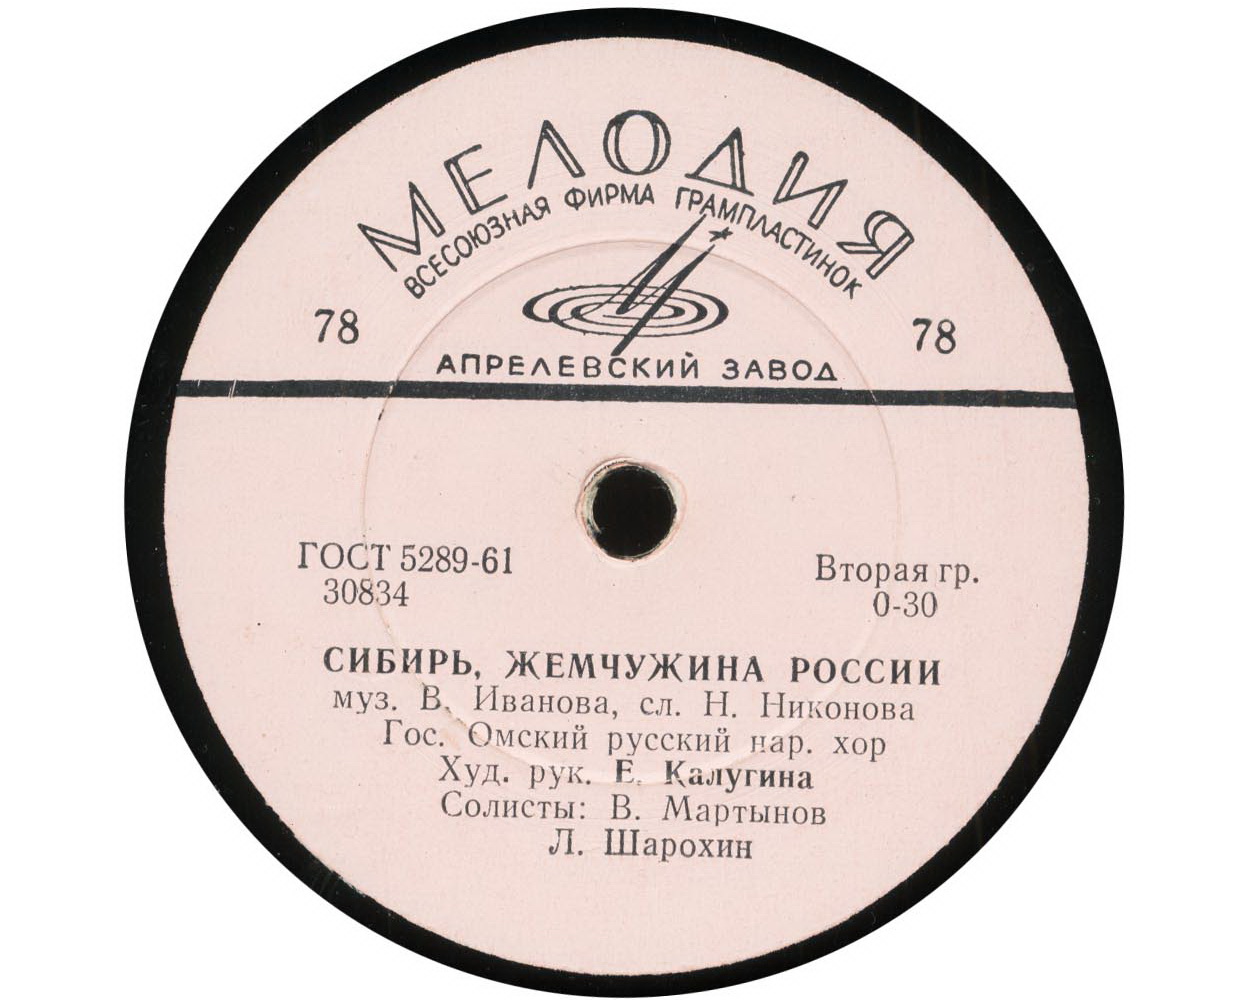 МЕЛОДИЯ
ВСЕСОЮЗНАЯ ФИРМА ГРАМПЛАСТИНОК
78 78
АПРЕЛЕВСКИЙ ЗАВОД
ГОСТ 5289-61 Вторая гр.
30834 0-30
СИБИРЬ, ЖЕМЧУЖИНА РОССИИ
муз. В. Иванова, сл. Н. Никонова
Гос. Омский русский нар. хор
Худ. рук. Е. Калугина
Солисты: В. Мартынов
Л. Шарохин